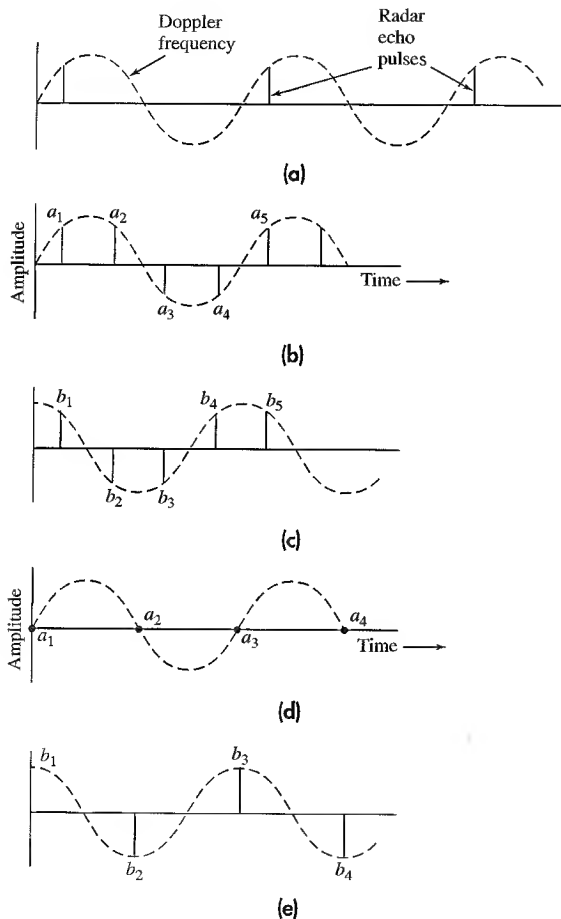 Doppler
frequency
Radar
echo
pulses
(a)
Amplitude
a1 a2 a5
a3 a4
Time
(b)
b1 b4 b5
b2 b3
(c)
Amplitude
a1 a2 a3 a4
Time
(d)
b1 b3
b2 b4
(e)